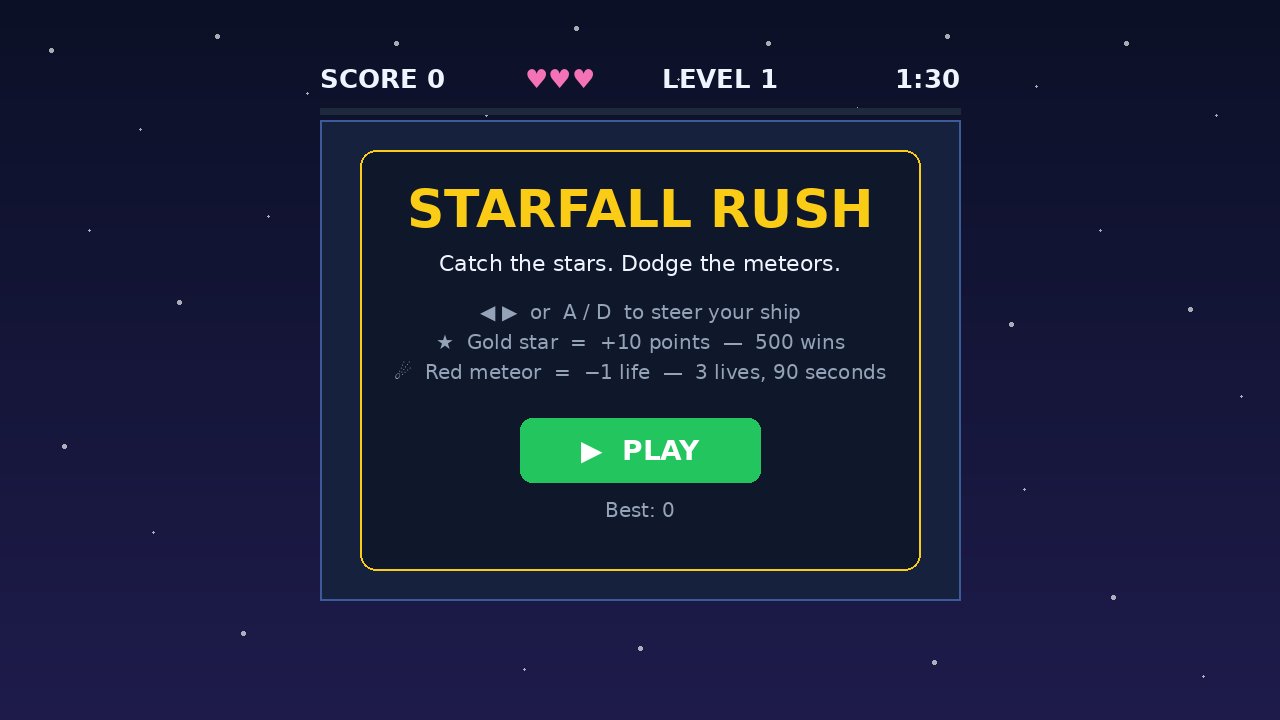 SCORE 0 ♥♥♥ LEVEL 1 1:30
STARFALL RUSH
Catch the stars. Dodge the meteors.
◀ ▶ or A / D to steer your ship
★ Gold star = +10 points — 500 wins
☄ Red meteor = −1 life — 3 lives, 90 seconds
▶ PLAY
Best: 0